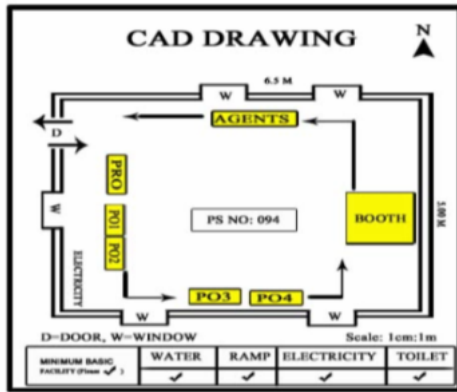 CAD DRAWING
N
6.5 M
W
W
AGENTS
D
PRO
PO1
PO2
W
PS NO: 094
BOOTH
5.00 M
ELECTRICITY
PO3
PO4
W
W
D=DOOR, W=WINDOW
Scale: 1cm:1m
MINIMUM BASIC
FACILITY (Please ✓ )
WATER
RAMP
ELECTRICITY
TOILET
✓
✓
✓
✓